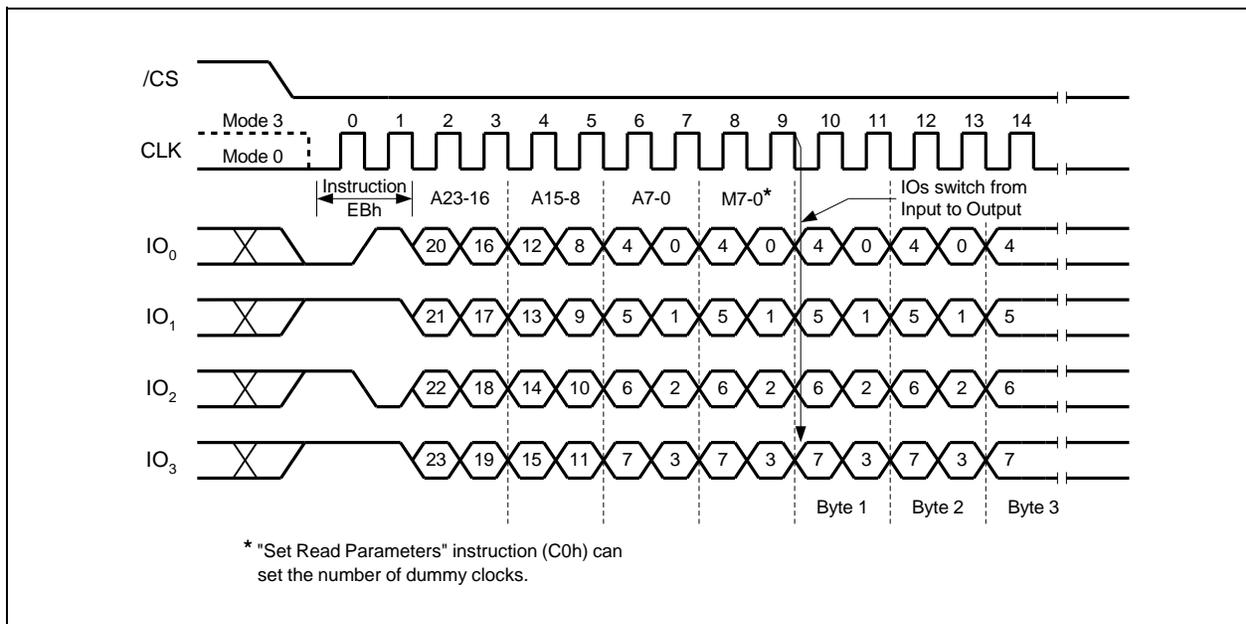 /CS
Mode 3 0 1 2 3 4 5 6 7 8 9 10 11 12 13 14
CLK
Mode 0
Instruction
EBh
A23-16 A15-8 A7-0 M7-0*
IOs switch from
Input to Output
IO0 20 16 12 8 4 0 4 0 4 0 4 0 4
IO1 21 17 13 9 5 1 5 1 5 1 5 1 5
IO2 22 18 14 10 6 2 6 2 6 2 6 2 6
IO3 23 19 15 11 7 3 7 3 7 3 7 3 7
Byte 1 Byte 2 Byte 3
* "Set Read Parameters" instruction (C0h) can
set the number of dummy clocks.